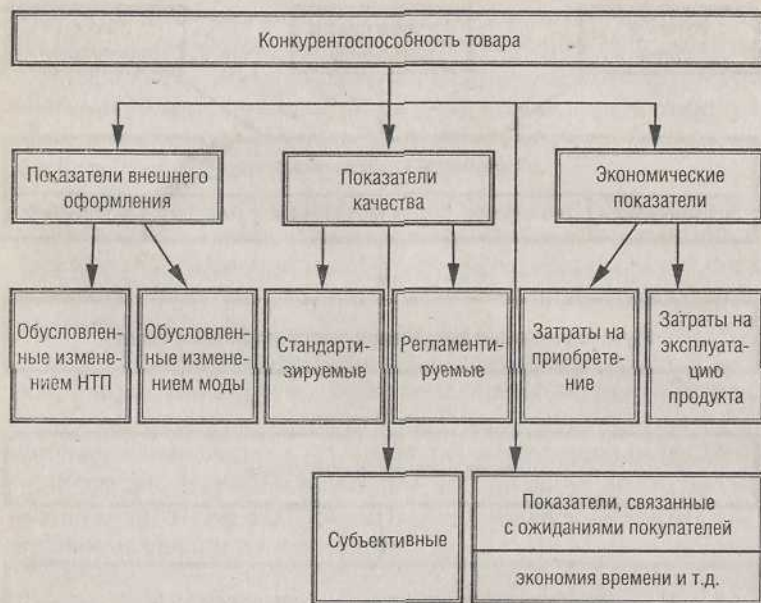 Конкурентоспособность товара
Показатели внешнего
оформления
Показатели
качества
Экономические
показатели
Обусловлен-
ные измене-
нием НТП
Обусловлен-
ные измене-
нием моды
Стандарти-
зируемые
Регламенти-
руемые
Затраты на
приобрете-
ние
Затраты на
эксплуата-
цию
продукта
Субъективные
Показатели, связанные
с ожиданиями покупателей
экономия времени и т.д.